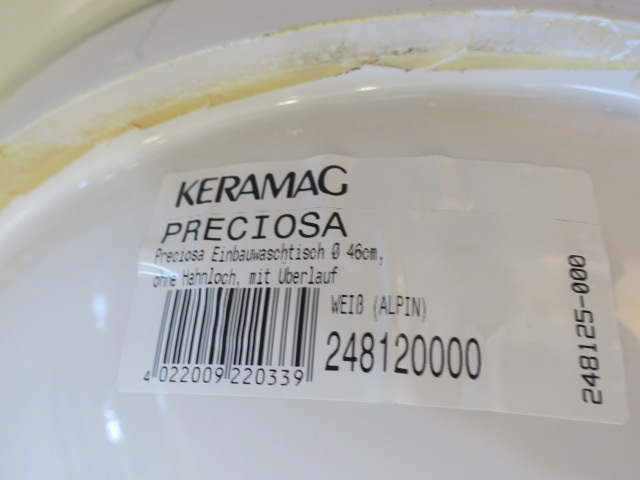 KERAMAG
PRECIOSA
Preciosa Einbauwaschtisch Ø 46cm,
ohne Hahnloch, mit Überlauf
WEIß (ALPIN)
4 022009 220339
248120000
248125-000